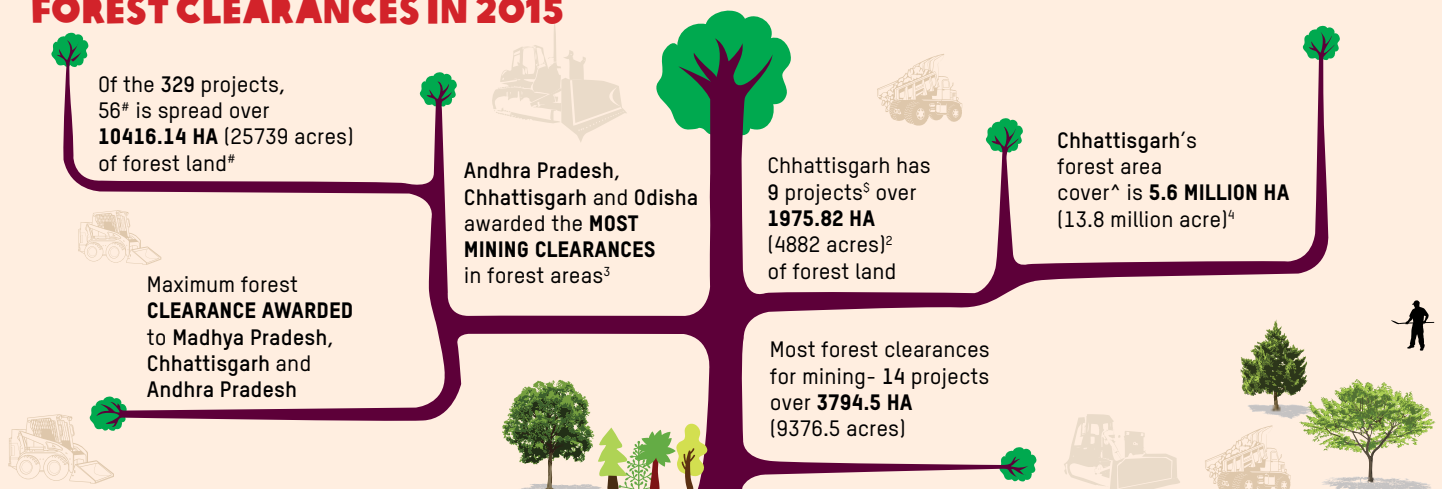 FOREST CLEARANCES IN 2015
Of the 329 projects,
56# is spread over
10416.14 HA (25739 acres)
of forest land#
Andhra Pradesh,
Chhattisgarh and Odisha
awarded the MOST
MINING CLEARANCES
in forest areas³
Maximum forest
CLEARANCE AWARDED
to Madhya Pradesh,
Chhattisgarh and
Andhra Pradesh
Chhattisgarh has
9 projects$ over
1975.82 HA
(4882 acres)²
of forest land
Chhattisgarh's
forest area
cover^ is 5.6 MILLION HA
(13.8 million acre)⁴
Most forest clearances
for mining- 14 projects
over 3794.5 HA
(9376.5 acres)